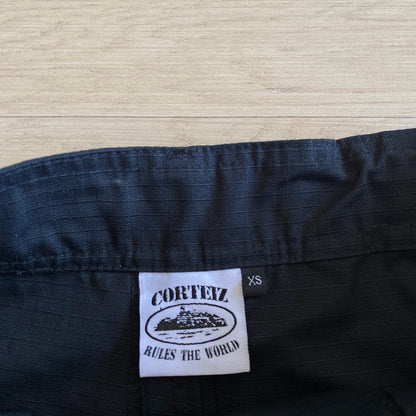 CORTEIZ
RULES THE WORLD
XS